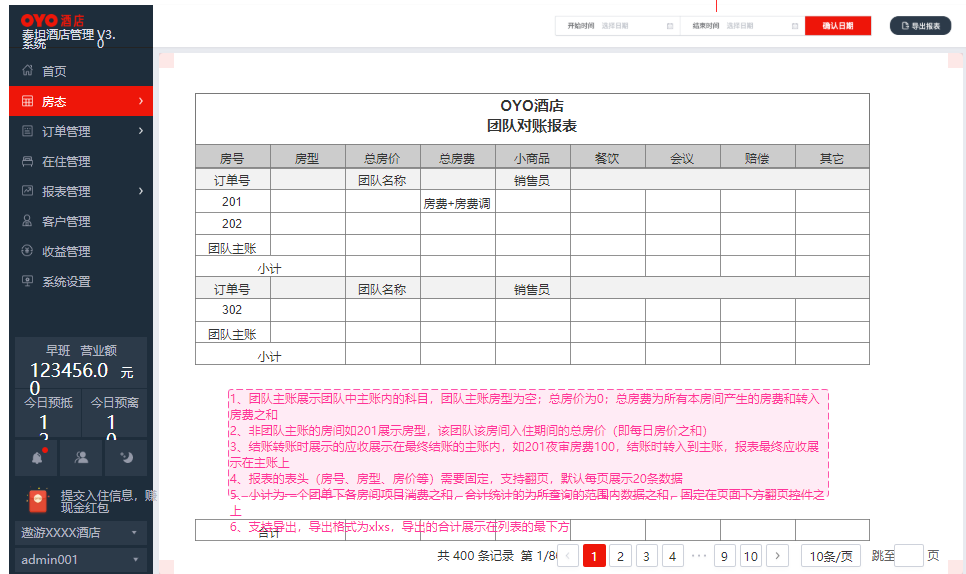 OYO 酒店
泰坦酒店管理 V3.
系统 0
首页
房态
订单管理
在住管理
报表管理
客户管理
收益管理
系统设置
早班 营业额
123456.0 元
0
今日预抵 今日预离
1 1
提交入住信息，赚
现金红包
遨游XXXX酒店
admin001
开始时间 选择日期 结束时间 选择日期 确认日期 导出报表
OYO酒店
团队对账报表
房号 房型 总房价 总房费 小商品 餐饮 会议 赔偿 其它
订单号 团队名称 销售员
201 房费+房费调
202
团队主账
小计
订单号 团队名称 销售员
302
团队主账
小计
1、团队主账展示团队中主账内的科目，团队主账房型为空；总房价为0；总房费为所有本房间产生的房费和转入
房费之和
2、非团队主账的房间如201展示房型，该团队该房间入住期间的总房价（即每日房价之和）
3、结账转账时展示的应收展示在最终结账的主账内，如201夜审房费100，结账时转入到主账，报表最终应收展
示在主账上
4、报表的表头（房号、房型、房价等）需要固定，支持翻页，默认每页展示20条数据
5、小计为一个团单下各房间项目消费之和，合计统计的为所查询的范围内数据之和，固定在页面下方翻页控件之
上
6、支持导出，导出格式为xlxs，导出的合计展示在列表的最下方
合计
共 400 条记录 第 1/80 1 2 3 4 ··· 9 10 10条/页 跳至 页